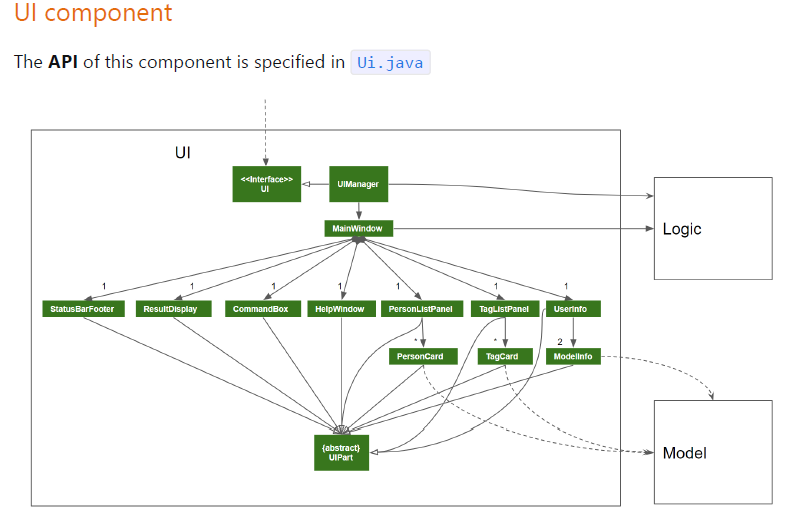 UI component
The API of this component is specified in Ui.java
UI
<<Interface>>
UI
UIManager
MainWindow
Logic
1 1 1 1 1 1 1
StatusBarFooter ResultDisplay CommandBox HelpWindow PersonListPanel TagListPanel UserInfo
* * 2
PersonCard TagCard ModelInfo
{abstract}
UIPart
Model